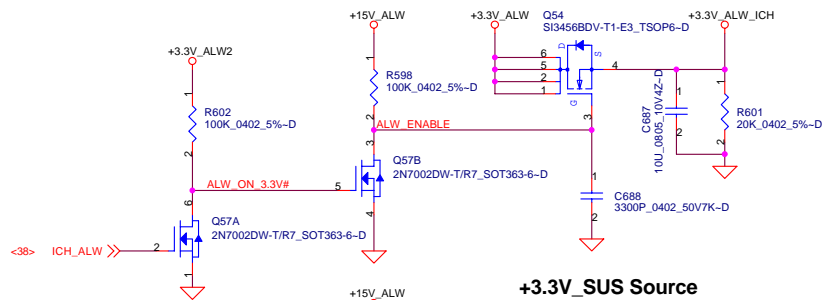 +15V_ALW
+3.3V_ALW
Q54
SI3456BDV-T1-E3_TSOP6~D
+3.3V_ALW_ICH
+3.3V_ALW2
D
S
6
5
2
1
4
G
3
1
R598
100K_0402_5%~D
2
1
R602
100K_0402_5%~D
2
ALW_ENABLE
1
C687
10U_0805_10V4Z~D
2
1
R601
20K_0402_5%~D
2
3
Q57B
2N7002DW-T/R7_SOT363-6~D
5
4
ALW_ON_3.3V#
6
Q57A
2N7002DW-T/R7_SOT363-6~D
1
C688
3300P_0402_50V7K~D
2
<38>
ICH_ALW
2
1
+15V_ALW
+3.3V_SUS Source